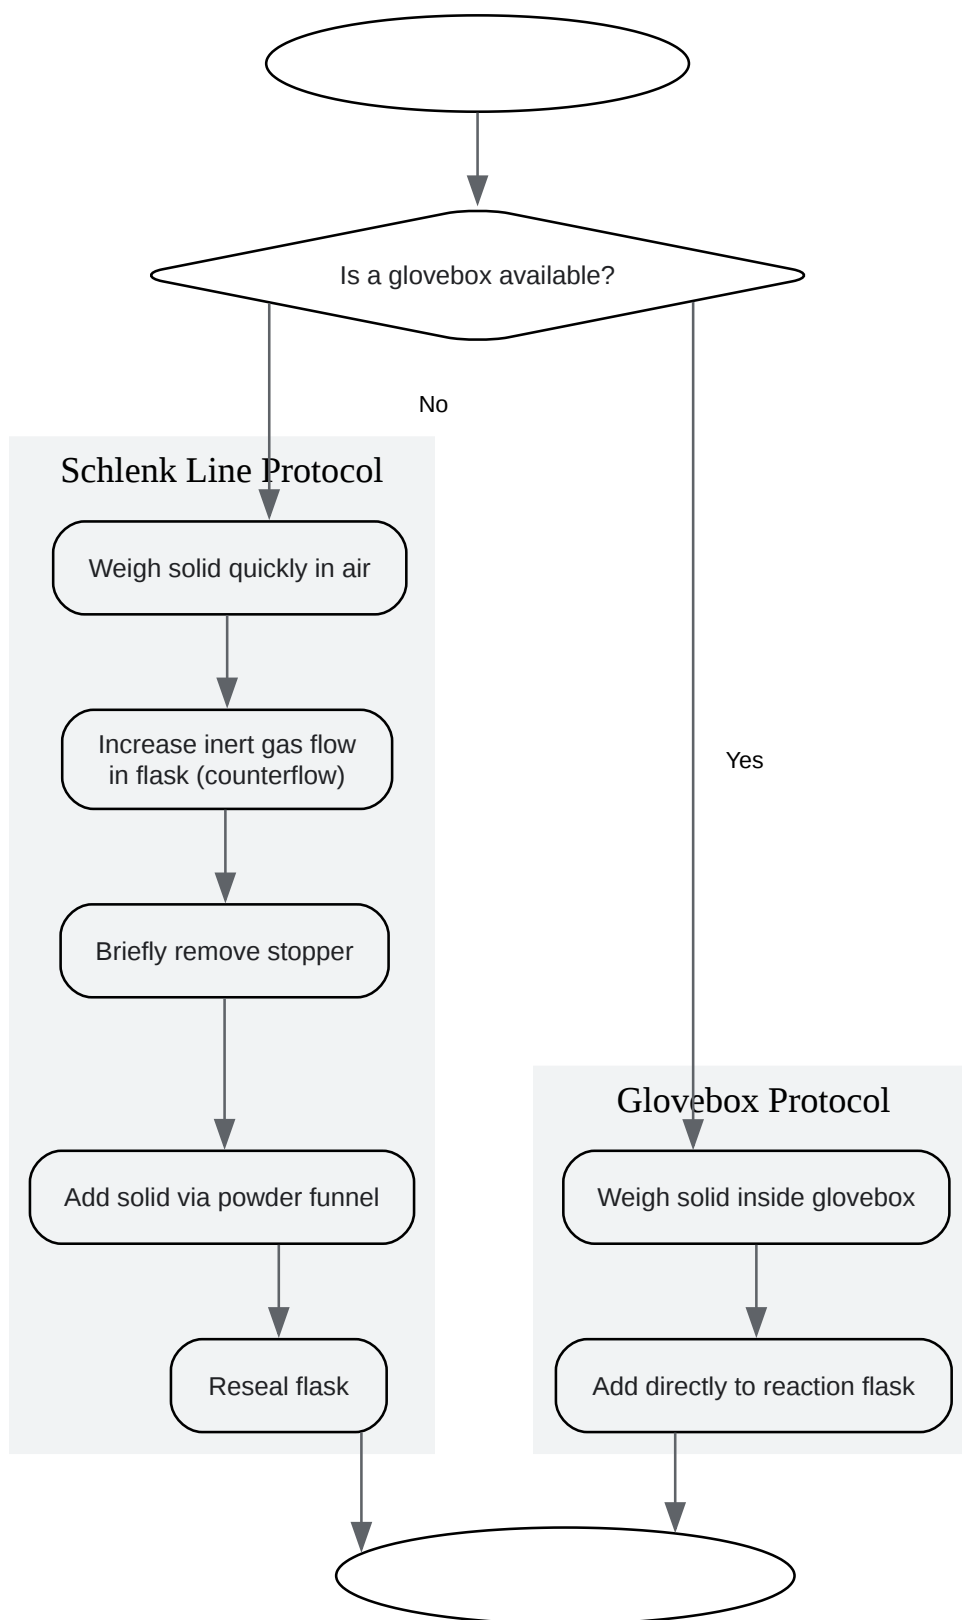 Is a glovebox available?
No
Schlenk Line Protocol
Weigh solid quickly in air
Increase inert gas flow
in flask (counterflow)
Briefly remove stopper
Add solid via powder funnel
Reseal flask
Yes
Glovebox Protocol
Weigh solid inside glovebox
Add directly to reaction flask